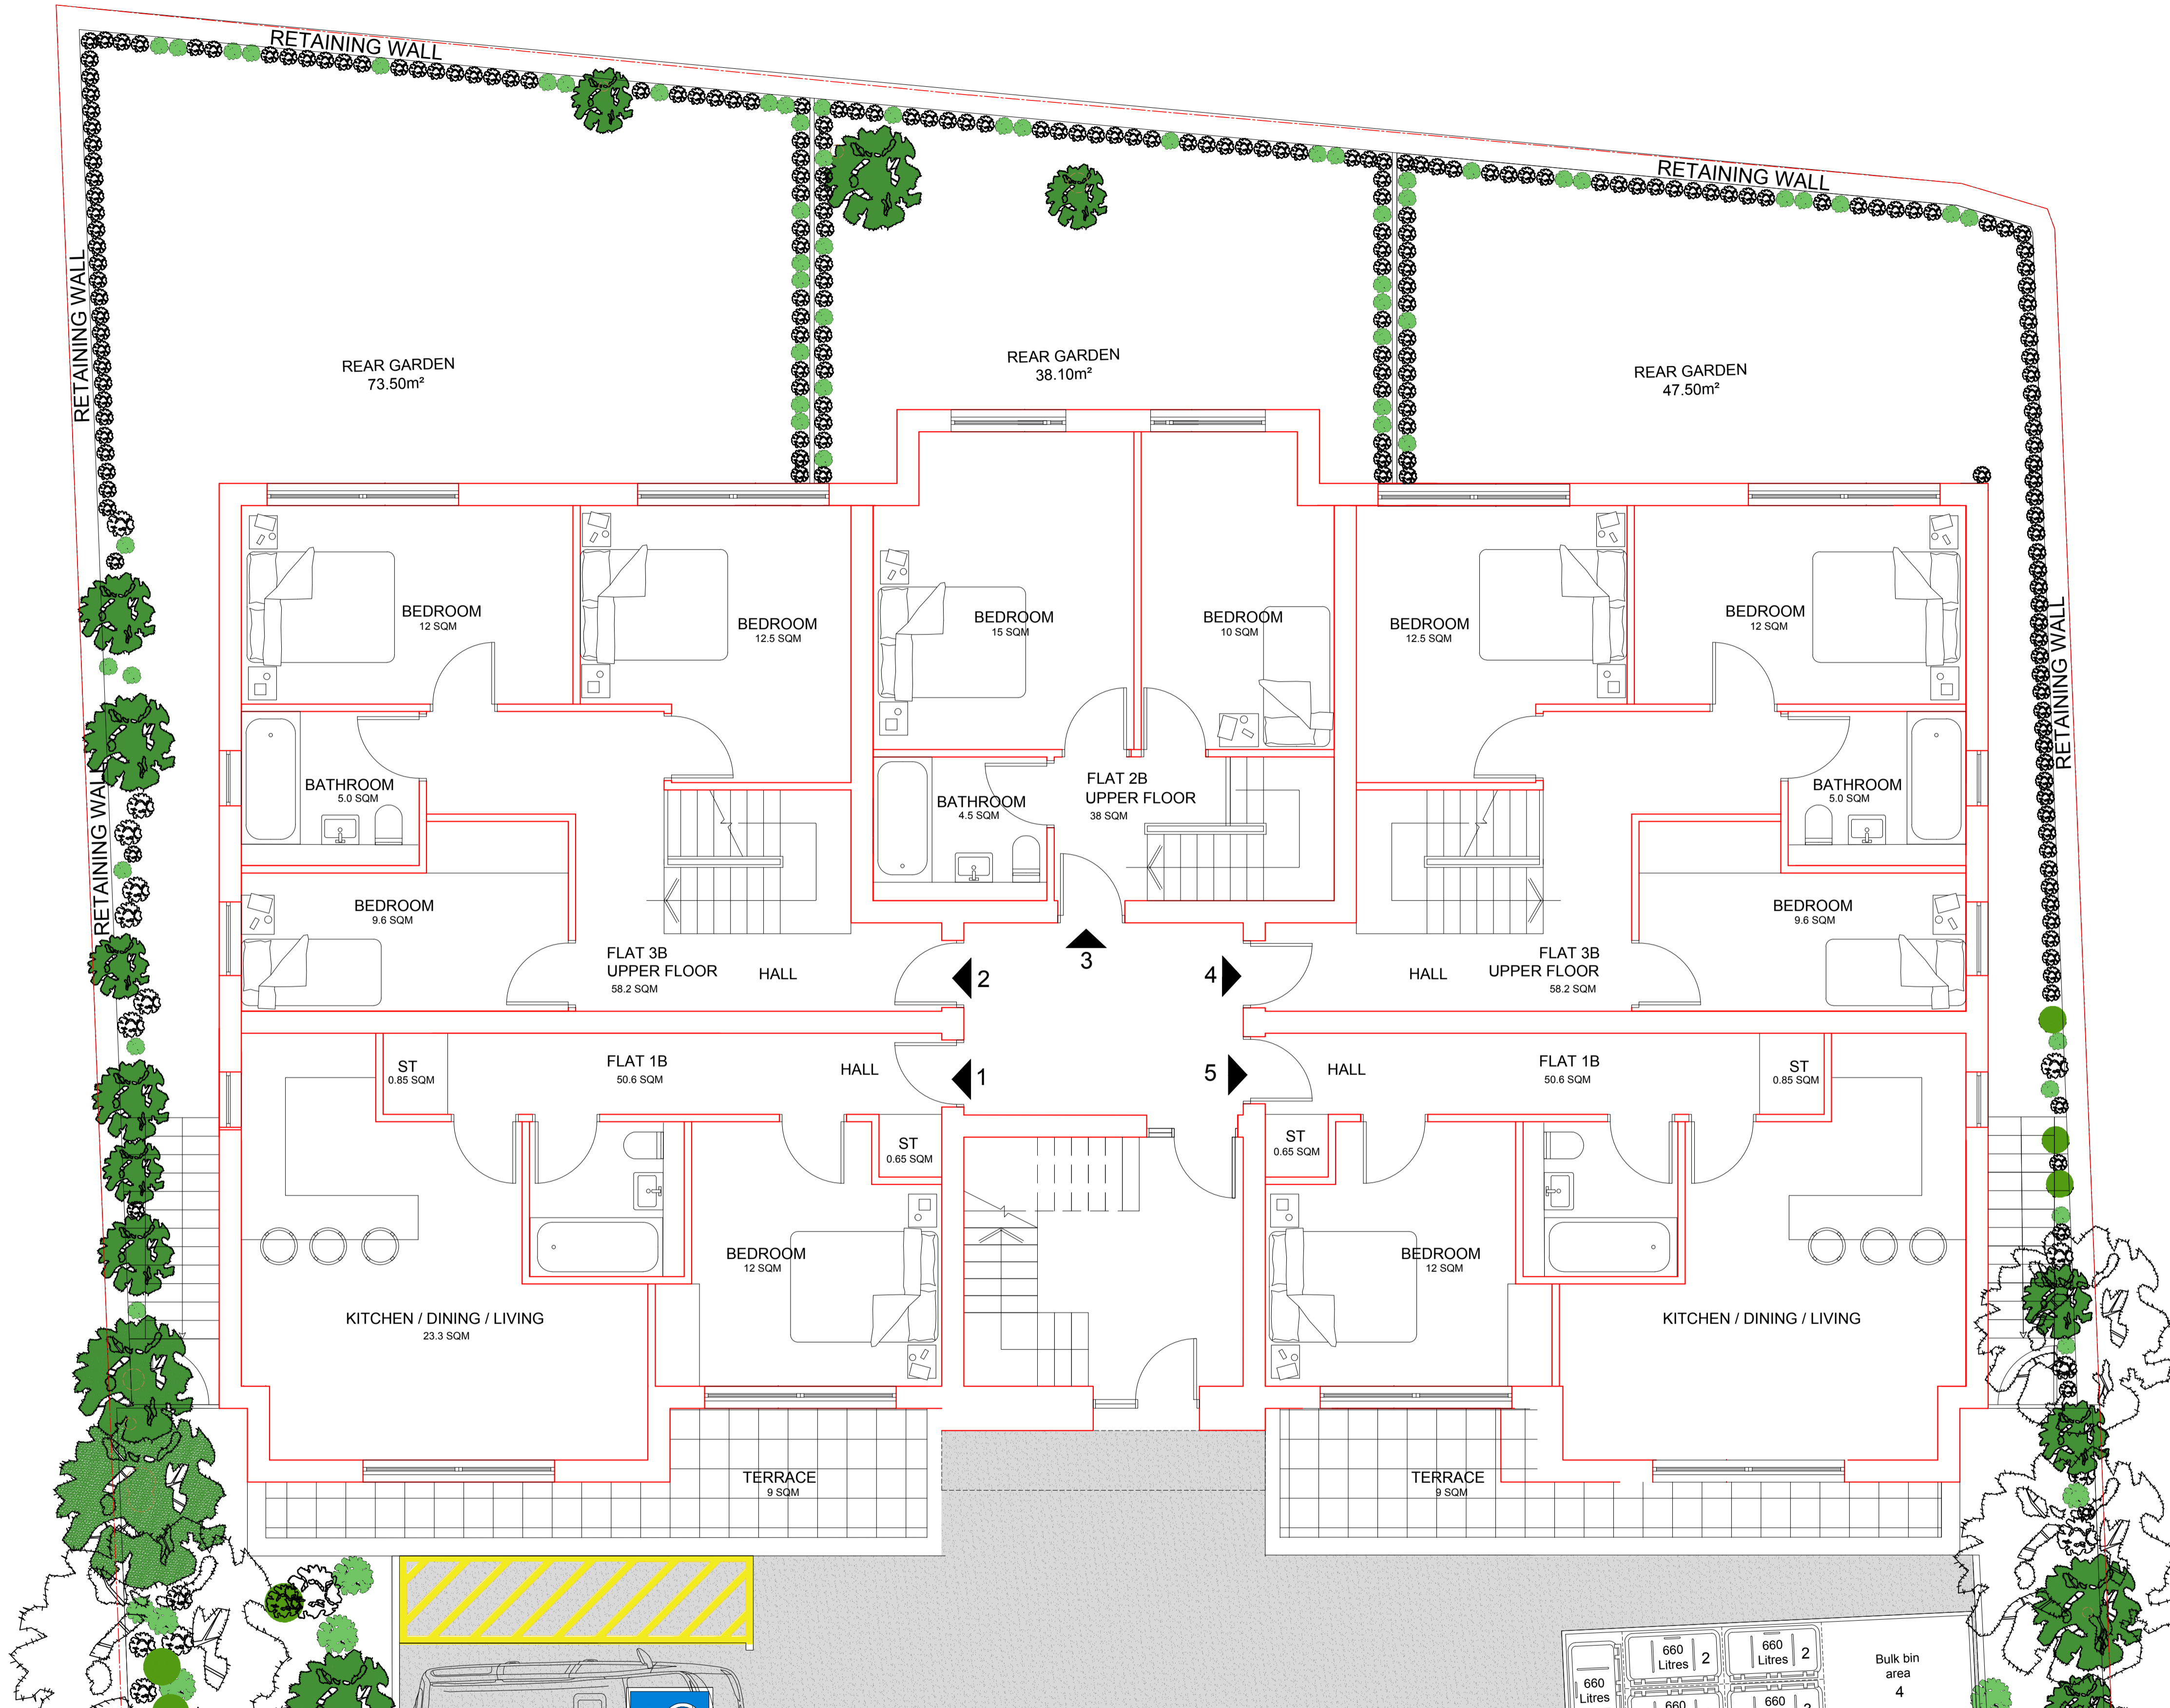 RETAINING WALL
RETAINING WALL
RETAINING WALL
REAR GARDEN
73.50m²
REAR GARDEN
38.10m²
REAR GARDEN
47.50m²
BEDROOM
12 SQM
BEDROOM
12.5 SQM
BEDROOM
15 SQM
BEDROOM
10 SQM
BEDROOM
12.5 SQM
BEDROOM
12 SQM
RETAINING WALL
RETAINING WALL
BATHROOM
5.0 SQM
BATHROOM
4.5 SQM
FLAT 2B
UPPER FLOOR
38 SQM
BATHROOM
5.0 SQM
BEDROOM
9.6 SQM
BEDROOM
9.6 SQM
FLAT 3B
UPPER FLOOR
58.2 SQM
HALL
2
3
4
HALL
FLAT 3B
UPPER FLOOR
58.2 SQM
ST
0.85 SQM
FLAT 1B
50.6 SQM
HALL
1
5
HALL
FLAT 1B
50.6 SQM
ST
0.85 SQM
ST
0.65 SQM
ST
0.65 SQM
BEDROOM
12 SQM
BEDROOM
12 SQM
KITCHEN / DINING / LIVING
23.3 SQM
KITCHEN / DINING / LIVING
TERRACE
9 SQM
TERRACE
9 SQM
660
Litres
2
660
Litres
2
Bulk bin
area
4
660
Litres
660
660